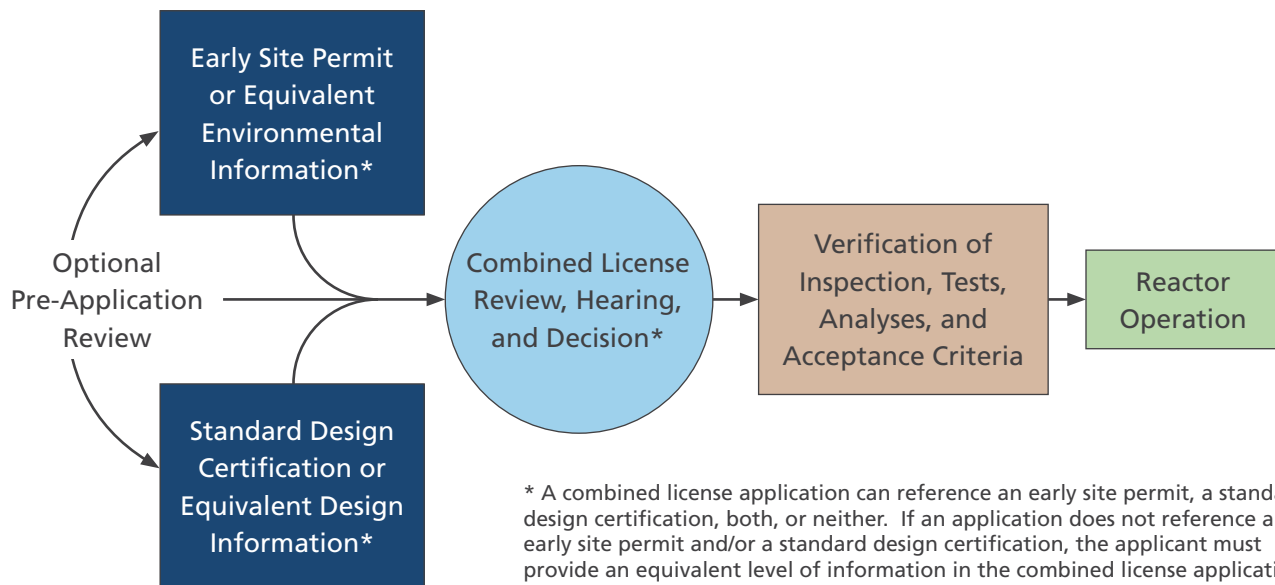 Early Site Permit
or Equivalent
Environmental
Information*
Optional
Pre-Application
Review
Combined License
Review, Hearing,
and Decision*
Verification of
Inspection, Tests,
Analyses, and
Acceptance Criteria
Reactor
Operation
Standard Design
Certification or
Equivalent Design
Information*
* A combined license application can reference an early site permit, a
design certification, both, or neither. If an application does not reference
early site permit and/or a standard design certification, the applicant must
provide an equivalent level of information in the combined license